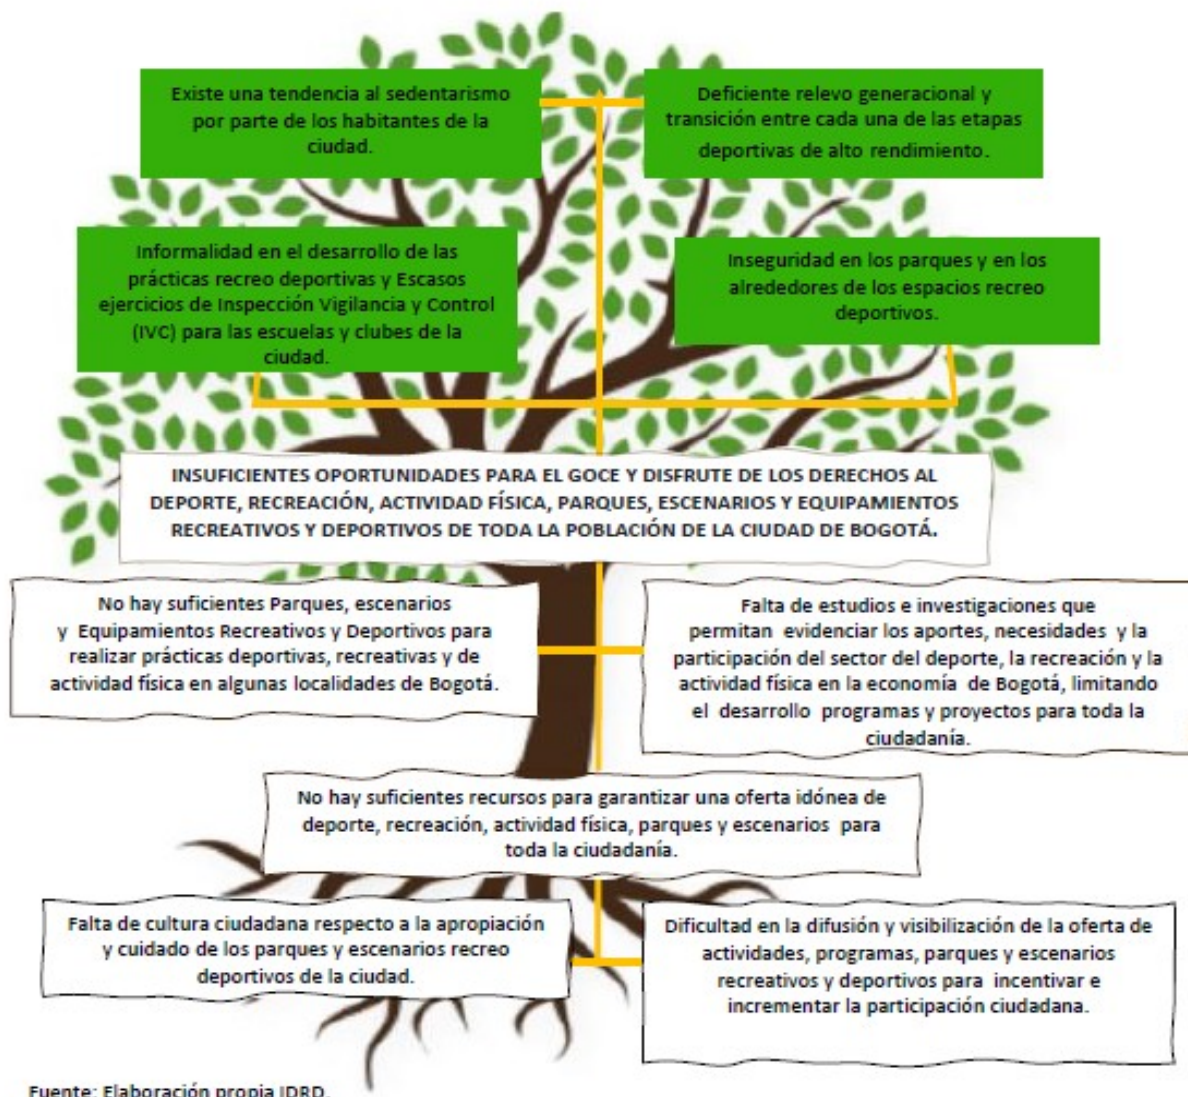 Existe una tendencia al sedentarismo
por parte de los habitantes de la
ciudad.
Deficiente relevo generacional y
transición entre cada una de las etapas
deportivas de alto rendimiento.
Informalidad en el desarrollo de las
prácticas recreo deportivas y Escasos
ejercicios de Inspección Vigilancia y Control
(IVC) para las escuelas y clubes de la
ciudad.
Inseguridad en los parques y en los
alrededores de los espacios recreo
deportivos.
INSUFICIENTES OPORTUNIDADES PARA EL GOCE Y DISFRUTE DE LOS DERECHOS AL
DEPORTE, RECREACIÓN, ACTIVIDAD FÍSICA, PARQUES, ESCENARIOS Y EQUIPAMIENTOS
RECREATIVOS Y DEPORTIVOS DE TODA LA POBLACIÓN DE LA CIUDAD DE BOGOTÁ.
No hay suficientes Parques, escenarios
y Equipamientos Recreativos y Deportivos para
realizar prácticas deportivas, recreativas y de
actividad física en algunas localidades de Bogotá.
Falta de estudios e investigaciones que
permitan evidenciar los aportes, necesidades y la
participación del sector del deporte, la recreación y la
actividad física en la economía de Bogotá, limitando
el desarrollo programas y proyectos para toda la
ciudadanía.
No hay suficientes recursos para garantizar una oferta idónea de
deporte, recreación, actividad física, parques y escenarios para
toda la ciudadanía.
Falta de cultura ciudadana respecto a la apropiación
y cuidado de los parques y escenarios recreo
deportivos de la ciudad.
Dificultad en la difusión y visibilización de la oferta de
actividades, programas, parques y escenarios
recreativos y deportivos para incentivar e
incrementar la participación ciudadana.
Fuente: Elaboración propia IDRD.